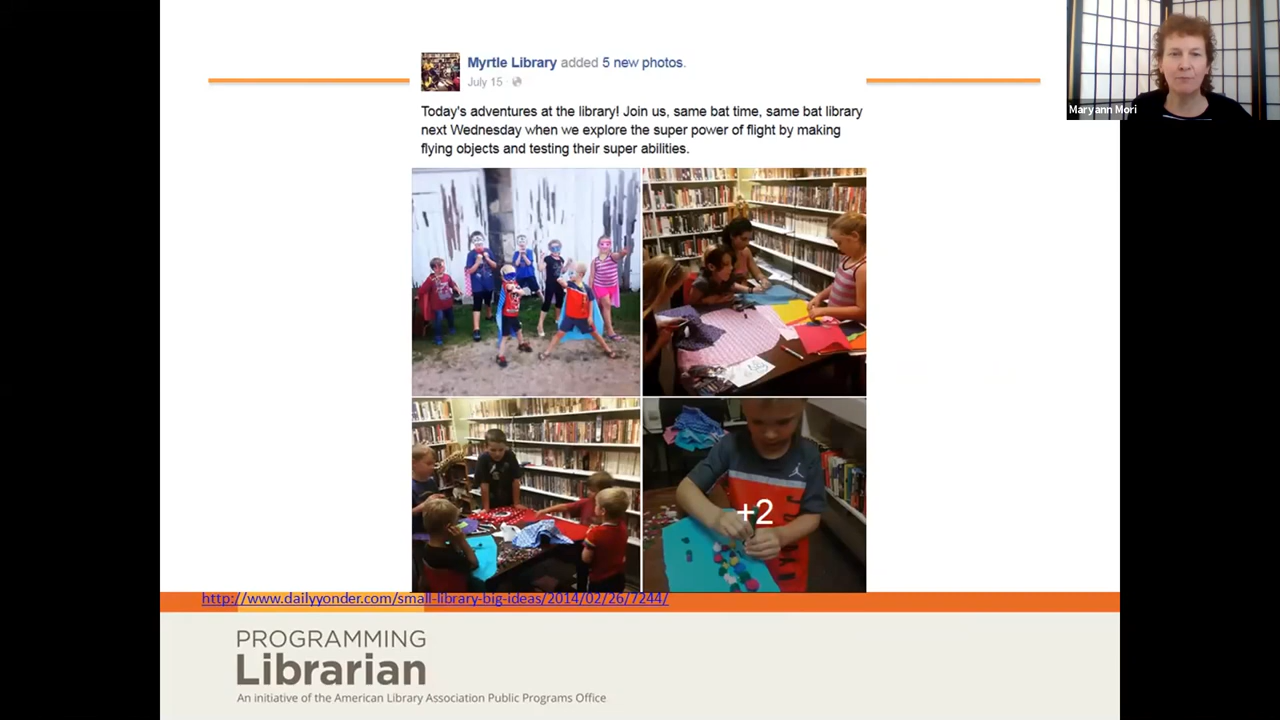 Myrtle Library added 5 new photos.
July 15
Today's adventures at the library! Join us, same bat time, same bat library
next Wednesday when we explore the super power of flight by making
flying objects and testing their super abilities.
Maryann Mori
+2
http://www.dailyyonder.com/small-library-big-ideas/2014/02/26/7244/
PROGRAMMING
Librarian
An initiative of the American Library Association Public Programs Office